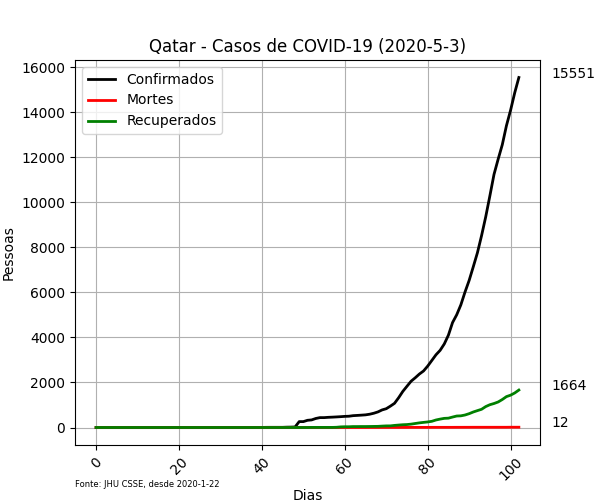 Qatar - Casos de COVID-19 (2020-5-3)
Confirmados
Mortes
Recuperados
16000
14000
12000
10000
8000
6000
4000
2000
0
Pessoas
15551
1664
12
0
20
40
60
80
100
Fonte: JHU CSSE, desde 2020-1-22
Dias